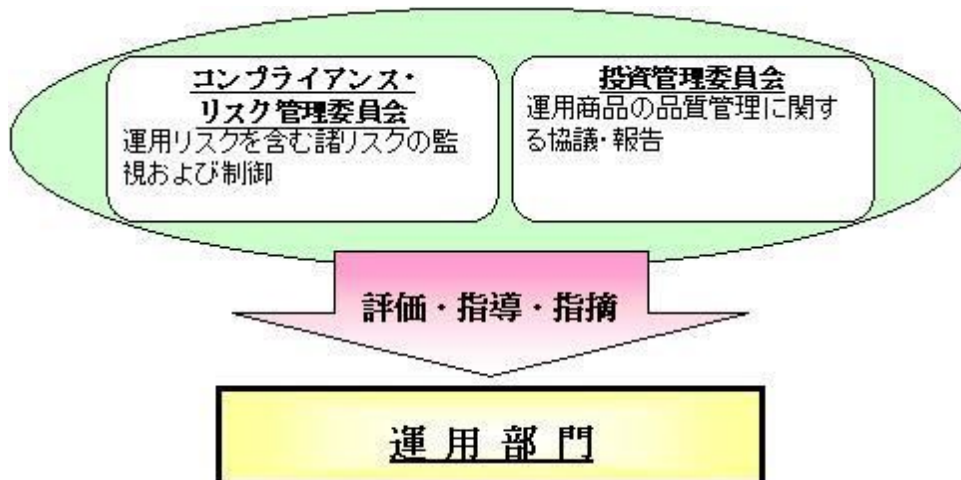 コンプライアンス・
リスク管理委員会
運用リスクを含む諸リスクの監
視および制御
投資管理委員会
運用商品の品質管理に関す
る協議・報告
評価・指導・指摘
運用部門